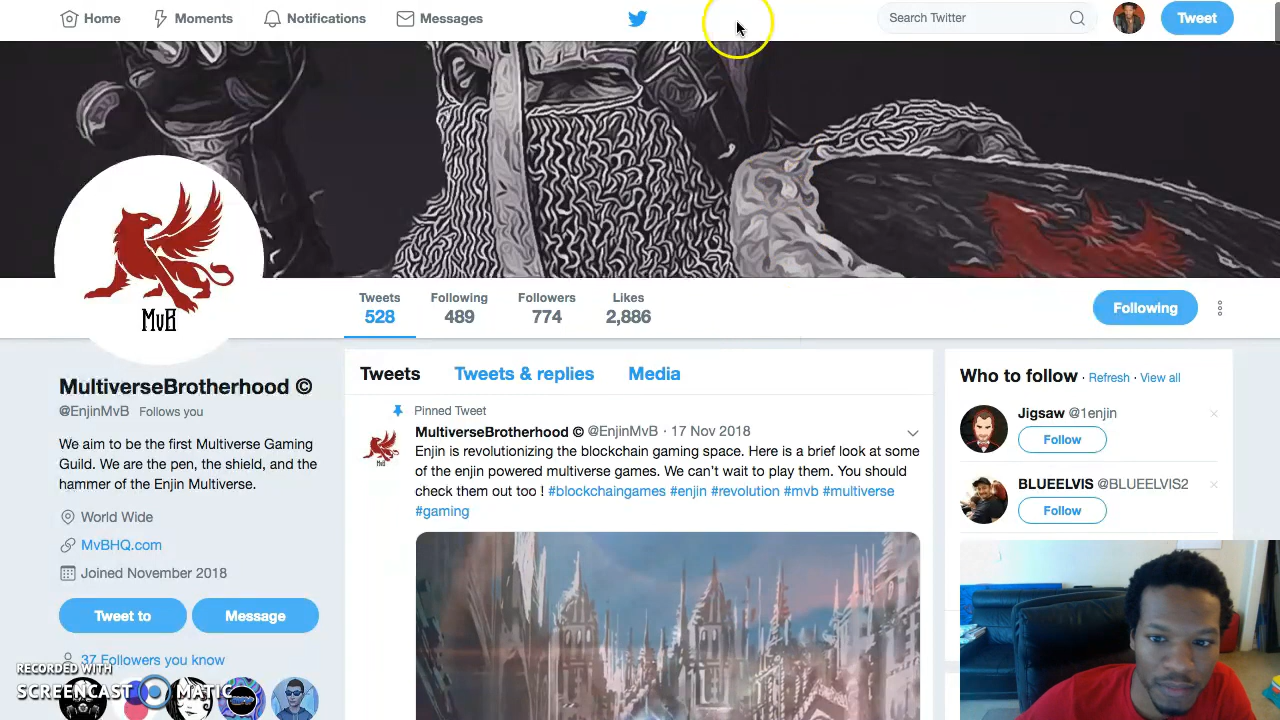 Home
Moments
Notifications
Messages
Search Twitter
Tweet
MvB
Tweets
528
Following
489
Followers
774
Likes
2,886
Following
MultiverseBrotherhood ©
@EnjinMvB Follows you
We aim to be the first Multiverse Gaming
Guild. We are the pen, the shield, and the
hammer of the Enjin Multiverse.
World Wide
MvBHQ.com
Joined November 2018
Tweet to
Message
37 Followers you know
RECORDED WITH
SCREENCAST MATIC
Tweets
Tweets & replies
Media
Pinned Tweet
MultiverseBrotherhood © @EnjinMvB · 17 Nov 2018
Enjin is revolutionizing the blockchain gaming space. Here is a brief look at some
of the enjin powered multiverse games. We can't wait to play them. You should
check them out too ! #blockchaingames #enjin #revolution #mvb #multiverse
#gaming
MvB
Who to follow · Refresh · View all
Jigsaw @1enjin
Follow
BLUEELVIS @BLUEELVIS2
Follow